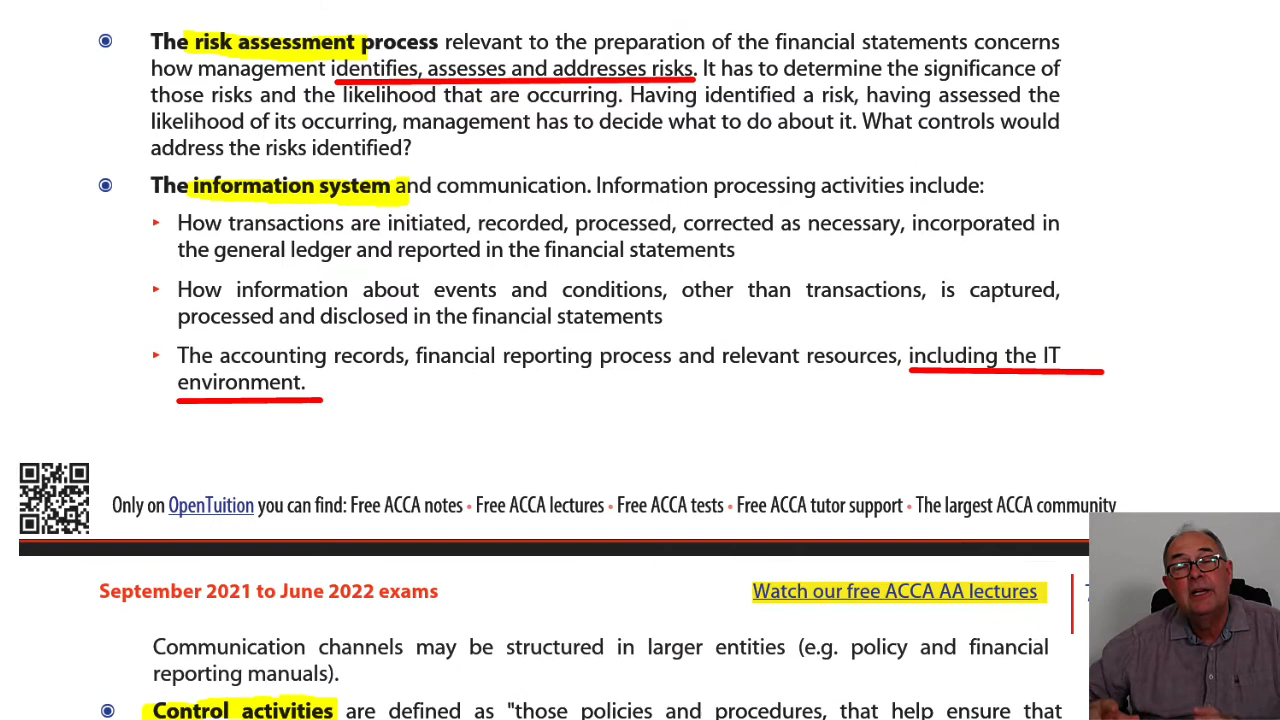 The risk assessment process relevant to the preparation of the financial statements concerns
how management identifies, assesses and addresses risks. It has to determine the significance of
those risks and the likelihood that are occurring. Having identified a risk, having assessed the
likelihood of its occurring, management has to decide what to do about it. What controls would
address the risks identified?
The information system and communication. Information processing activities include:
How transactions are initiated, recorded, processed, corrected as necessary, incorporated in
the general ledger and reported in the financial statements
How information about events and conditions, other than transactions, is captured,
processed and disclosed in the financial statements
The accounting records, financial reporting process and relevant resources, including the IT
environment.
Only on OpenTuition you can find: Free ACCA notes • Free ACCA lectures • Free ACCA tests • Free ACCA tutor support • The largest ACCA community
September 2021 to June 2022 exams
Watch our free ACCA AA lectures
Communication channels may be structured in larger entities (e.g. policy and financial
reporting manuals).
Control activities are defined as "those policies and procedures, that help ensure that